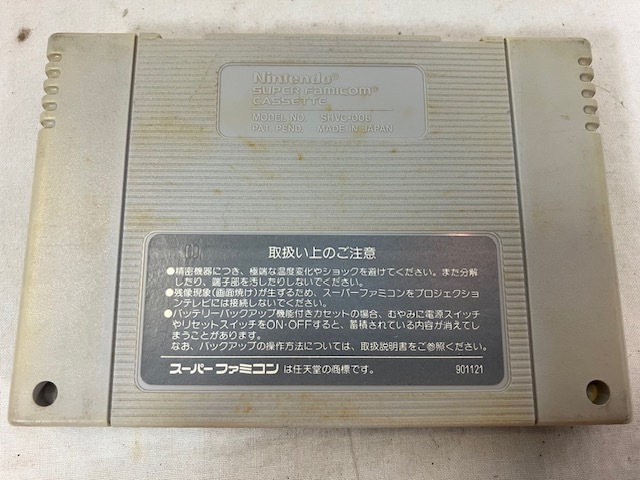 Nintendo®
SUPER Famicom®
CASSETTE
MODEL NO. SHVC-006
PAT. PEND. MADE IN JAPAN
取扱い上のご注意
●精密機器につき、極端な温度変化やショックを避けてください。また分解
したり、端子部を汚したりしないでください。
●残像現象(画面焼け)が生ずるため、スーパーファミコンをプロジェクショ
ンテレビには接続しないでください。
●バッテリーバックアップ機能付きカセットの場合、むやみに電源スイッチ
やリセットスイッチをON・OFFすると、蓄積されている内容が消えてし
まうことがあります。
なお、バックアップの操作方法については、取扱説明書をご参照ください。
スーパーファミコンは任天堂の商標です。 901121